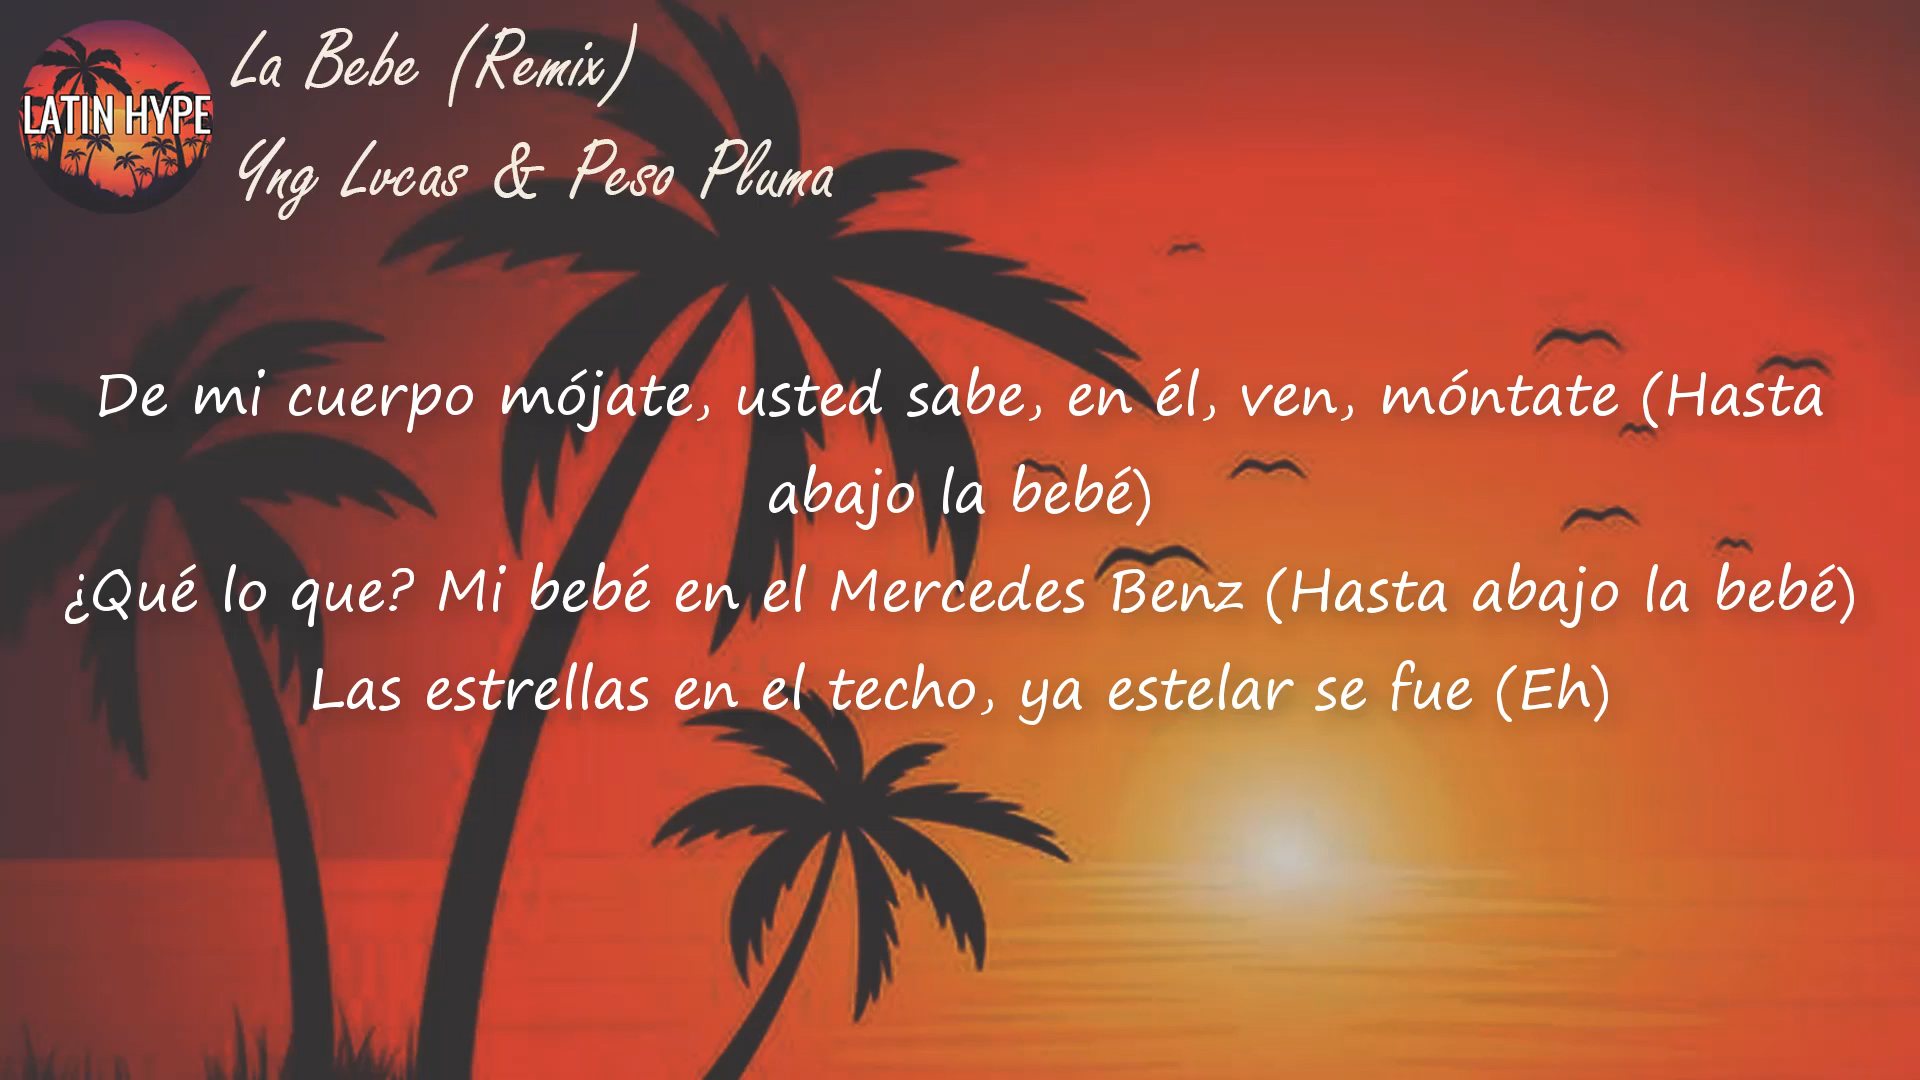 LATIN HYPE
La Bebe (Remix)
Yng Lvcas & Peso Pluma
De mi cuerpo mójate, usted sabe, en él, ven, móntate (Hasta
abajo la bebé)
¿Qué lo que? Mi bebé en el Mercedes Benz (Hasta abajo la bebé)
Las estrellas en el techo, ya estelar se fue (Eh)